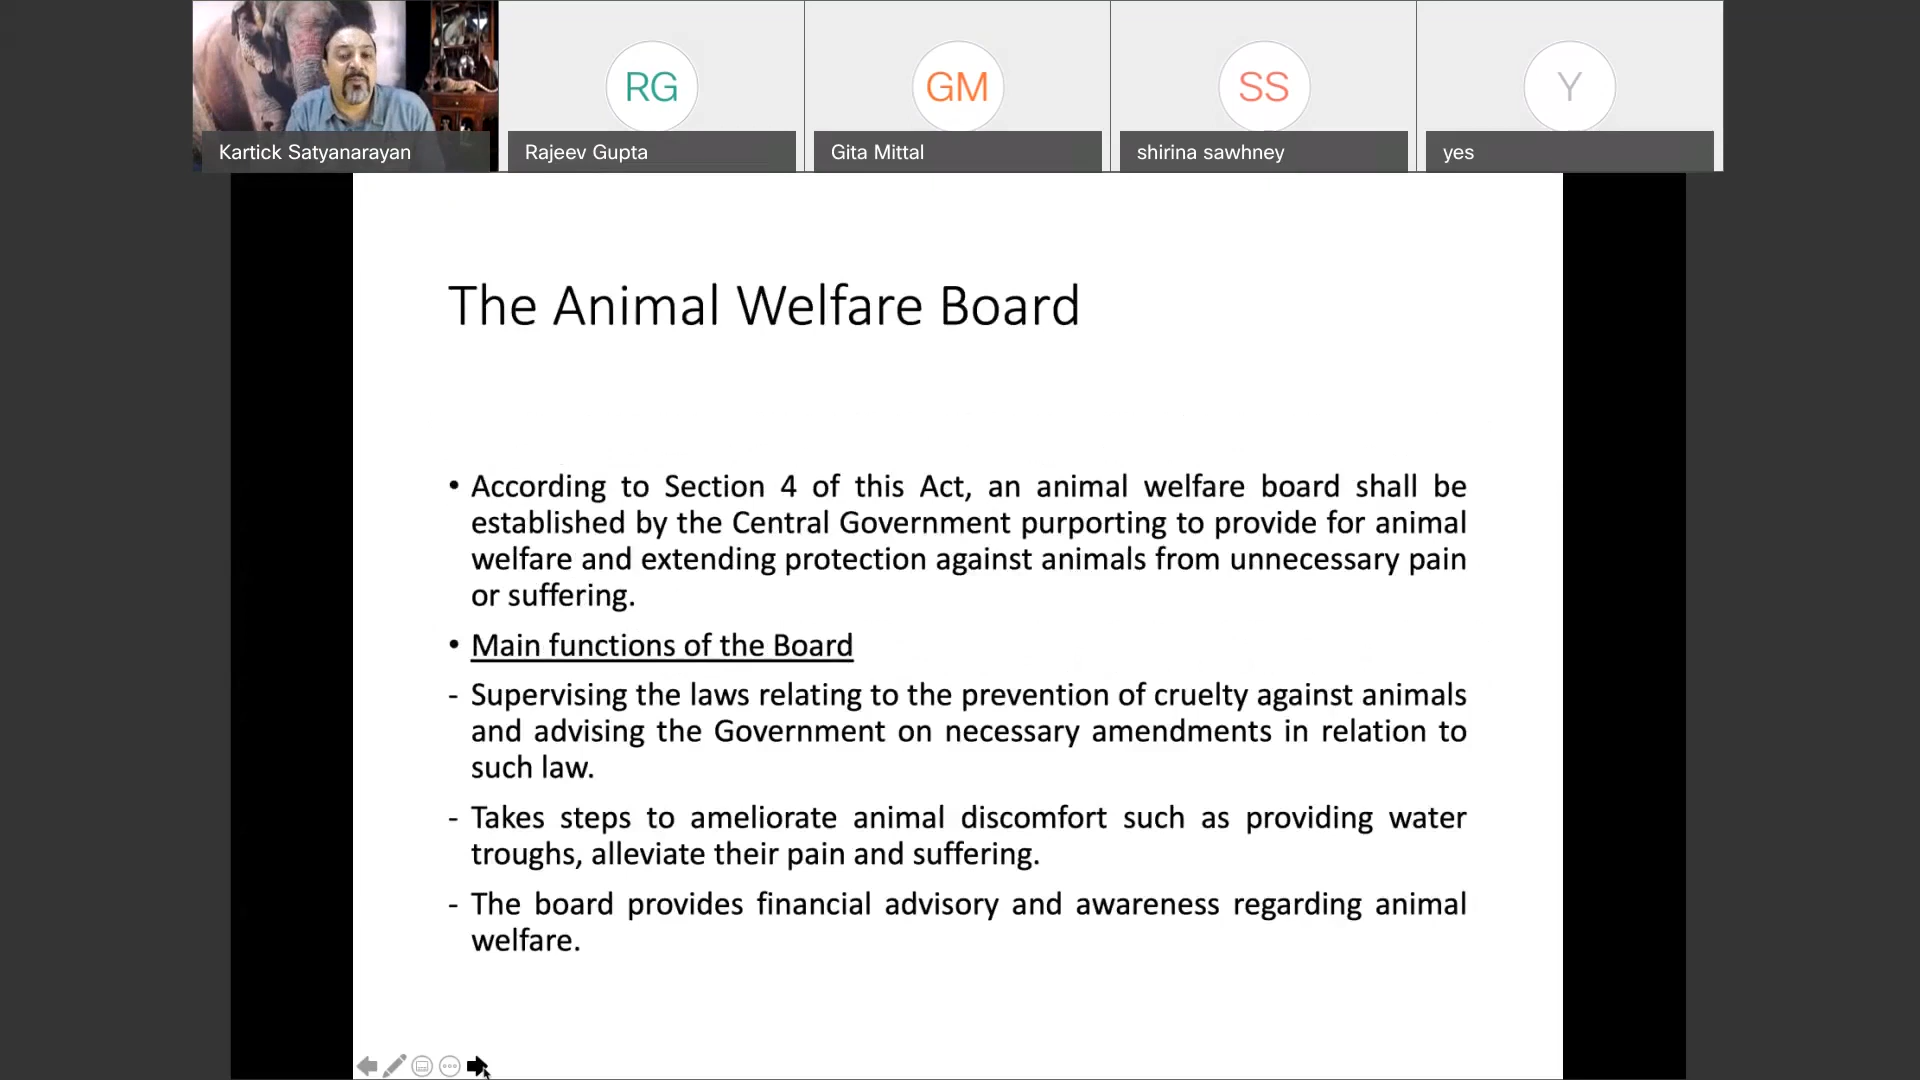 RG
GM
SS
Y
Kartick Satyanarayan
Rajeev Gupta
Gita Mittal
shirina sawhney
yes
The Animal Welfare Board
• According to Section 4 of this Act, an animal welfare board shall be
established by the Central Government purporting to provide for animal
welfare and extending protection against animals from unnecessary pain
or suffering.
• Main functions of the Board
- Supervising the laws relating to the prevention of cruelty against animals
and advising the Government on necessary amendments in relation to
such law.
- Takes steps to ameliorate animal discomfort such as providing water
troughs, alleviate their pain and suffering.
- The board provides financial advisory and awareness regarding animal
welfare.